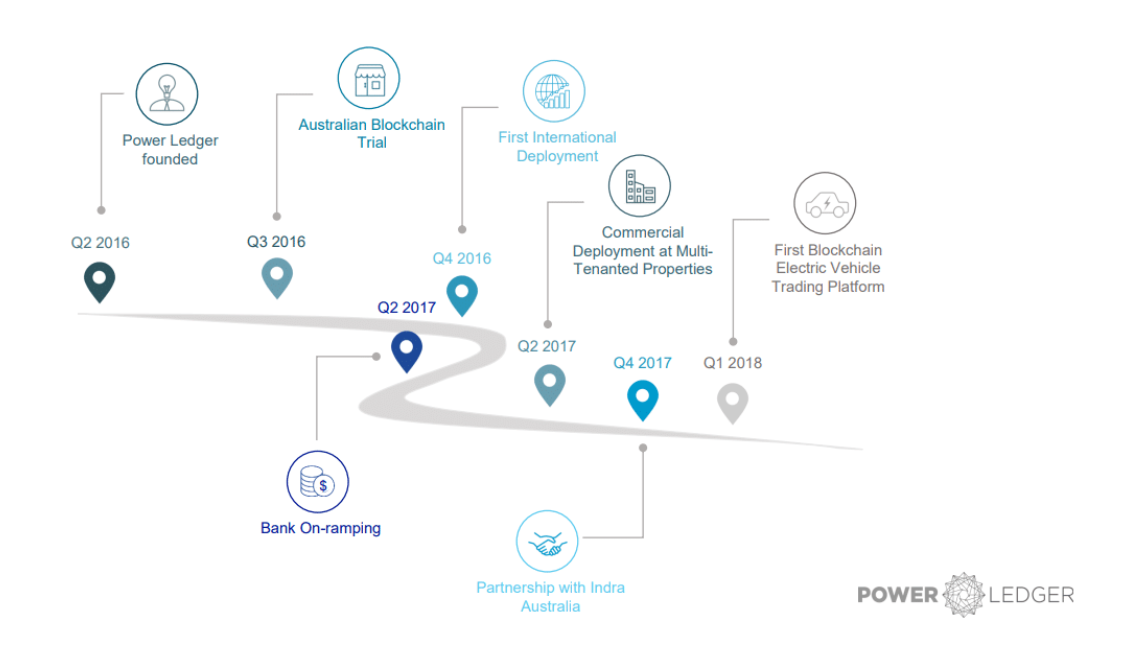 Power Ledger
founded
Q2 2016
Australian Blockchain
Trial
Q3 2016
First International
Deployment
Q4 2016
Q2 2017
$
Bank On-ramping
Commercial
Deployment at Multi-
Tenanted Properties
Q2 2017
Q4 2017
Partnership with Indra
Australia
First Blockchain
Electric Vehicle
Trading Platform
Q1 2018
POWER LEDGER